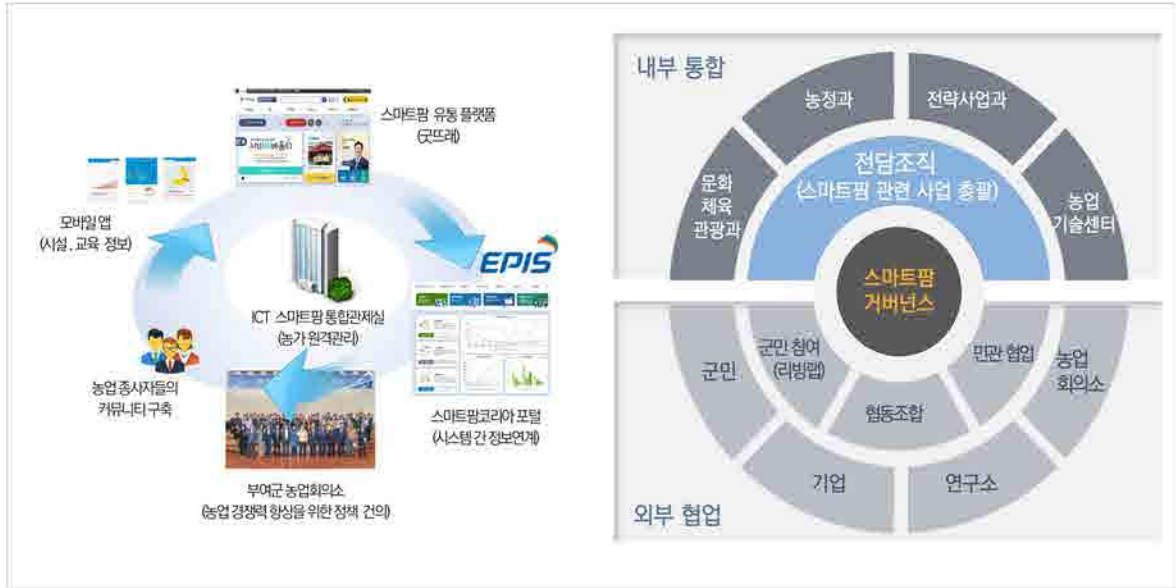 스마트팜 유통 플랫폼
(굿뜨래)
모바일 앱
(시설, 교육 정보)
EPIS
ICT 스마트팜 통합관제실
(농가 원격관리)
농업 종사자들의
커뮤니티 구축
스마트팜코리아 포털
(시스템 간 정보연계)
부여군 농업회의소
(농업 경쟁력 향상을 위한 정책 건의)
내부 통합
농정과
전략사업과
문화
체육
관광과
전담조직
(스마트팜 관련 사업 총괄)
농업
기술센터
스마트팜
거버넌스
군민
군민 참여
(리빙랩)
민관 협업
농업
회의소
협동조합
기업
연구소
외부 협업